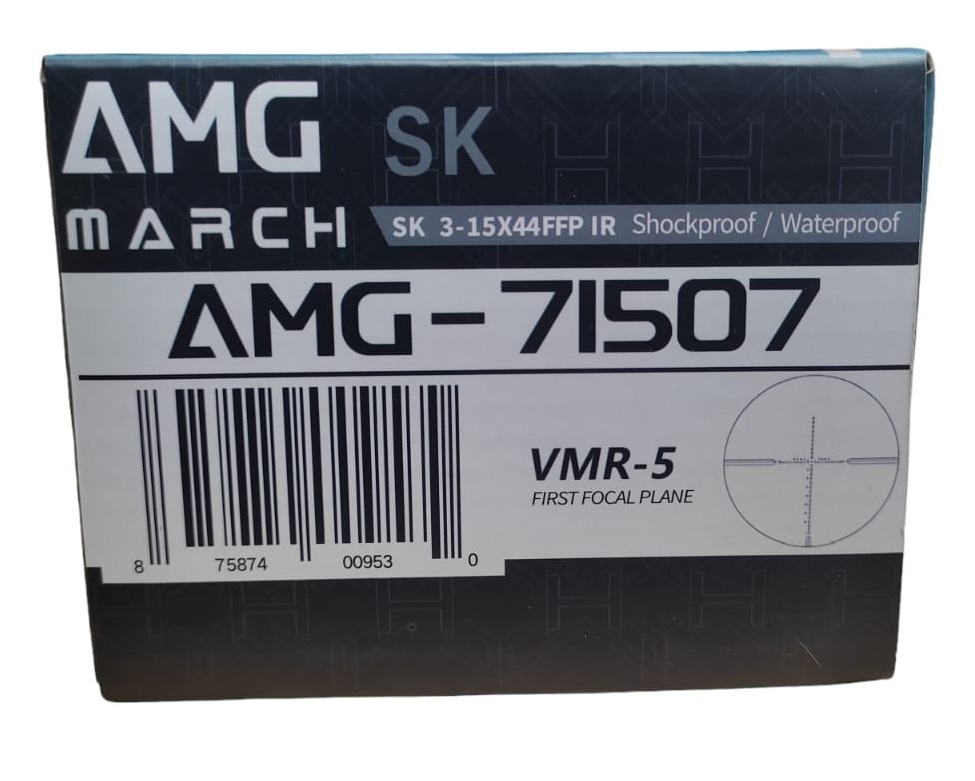 AMG SK
MARCH SK 3-15X44FFP IR Shockproof / Waterproof
AMG-71507
VMR-5
FIRST FOCAL PLANE
8 75874 00953 0